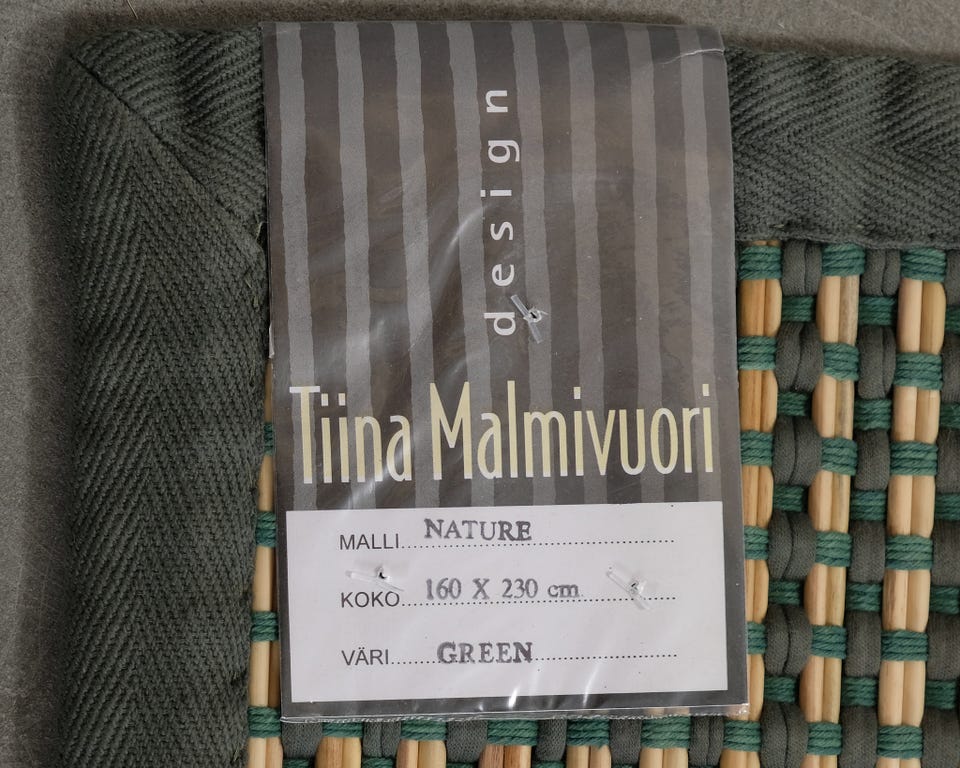 design
Tiina Malmivuori
MALLI... NATURE
KOKO... 160 X 230 cm
VÄRI... GREEN